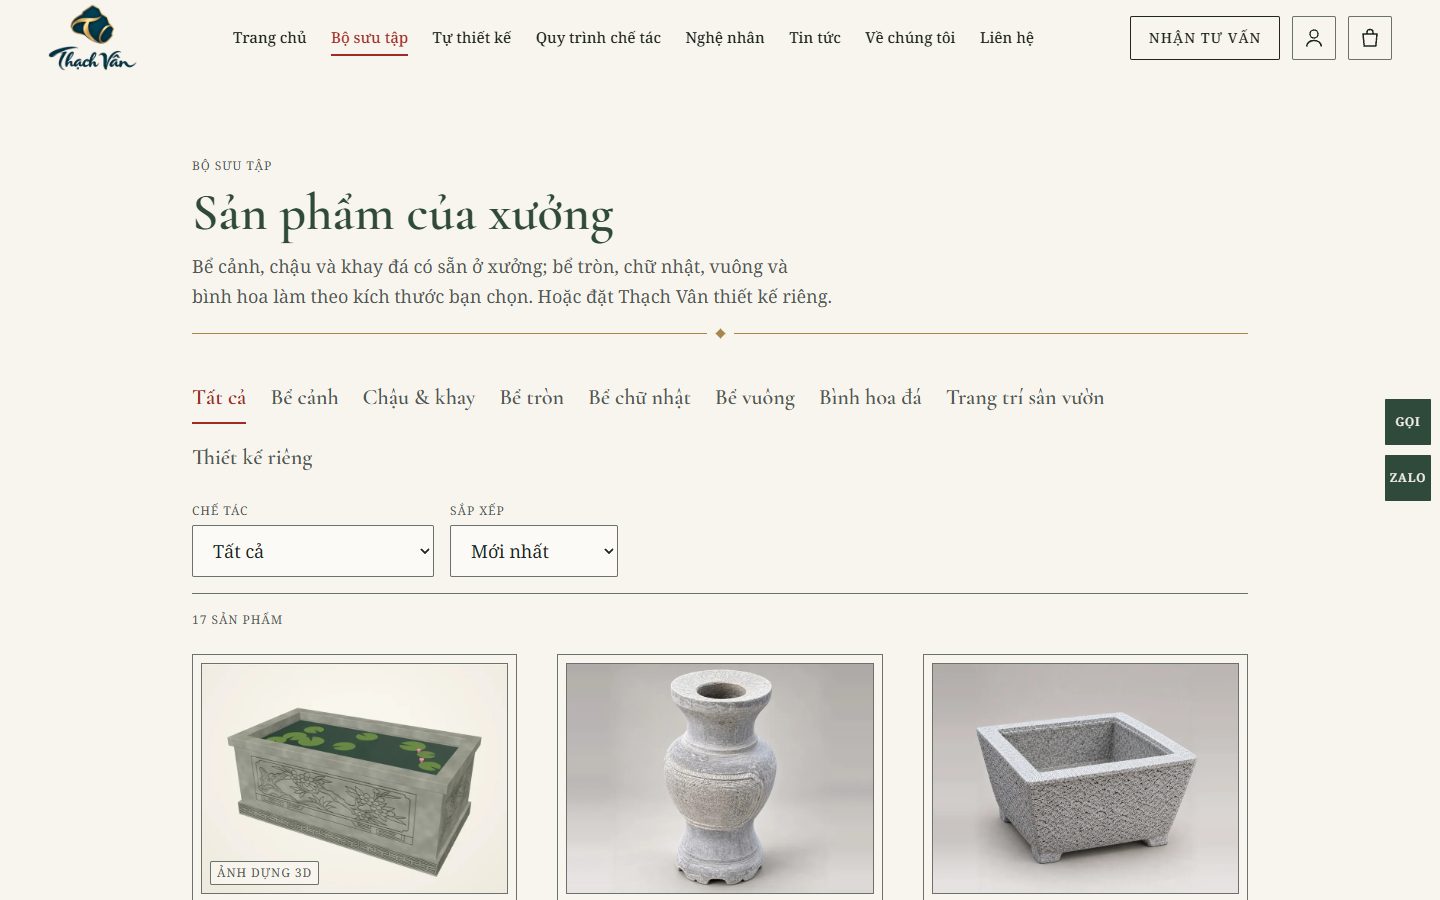 Thạch Vân
Trang chủ
Bộ sưu tập
Tự thiết kế
Quy trình chế tác
Nghệ nhân
Tin tức
Về chúng tôi
Liên hệ
NHẬN TƯ VẤN
BỘ SƯU TẬP
Sản phẩm của xưởng
Bể cảnh, chậu và khay đá có sẵn ở xưởng; bể tròn, chữ nhật, vuông và
bình hoa làm theo kích thước bạn chọn. Hoặc đặt Thạch Vân thiết kế riêng.
Tất cả
Bể cảnh
Chậu & khay
Bể tròn
Bể chữ nhật
Bể vuông
Bình hoa đá
Trang trí sân vườn
Thiết kế riêng
GỌI
ZALO
CHẾ TÁC
SẮP XẾP
Tất cả
Mới nhất
17 SẢN PHẨM
ẢNH DỰNG 3D